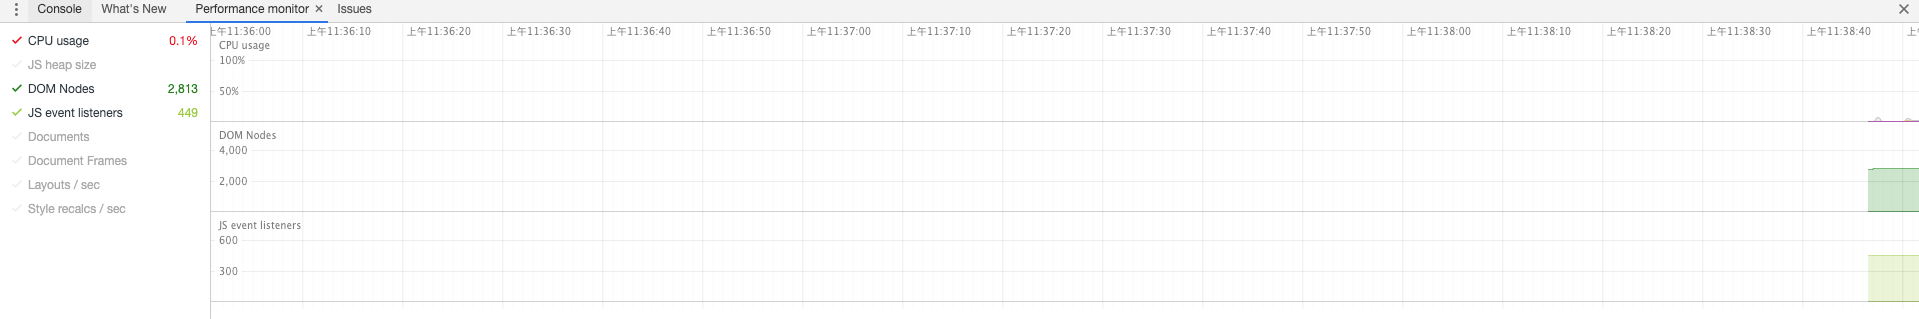 Console What's New Performance monitor × Issues ×
CPU usage 0.1%
JS heap size
DOM Nodes 2,813
JS event listeners 449
Documents
Document Frames
Layouts / sec
Style recalcs / sec
上午11:36:00 上午11:36:10 上午11:36:20 上午11:36:30 上午11:36:40 上午11:36:50 上午11:37:00 上午11:37:10 上午11:37:20 上午11:37:30 上午11:37:40 上午11:37:50 上午11:38:00 上午11:38:10 上午11:38:20 上午11:38:30 上午11:38:40 上
CPU usage
100%
50%
DOM Nodes
4,000
2,000
JS event listeners
600
300